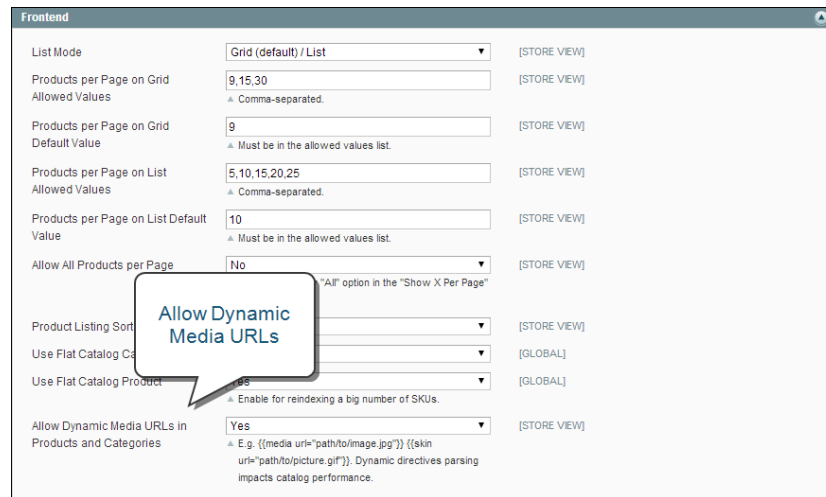 Frontend
List Mode Grid (default) / List [STORE VIEW]
Products per Page on Grid 9,15,30 [STORE VIEW]
Allowed Values Comma-separated.
Products per Page on Grid 9 [STORE VIEW]
Default Value Must be in the allowed values list.
Products per Page on List 5,10,15,20,25 [STORE VIEW]
Allowed Values Comma-separated.
Products per Page on List Default 10 [STORE VIEW]
Value Must be in the allowed values list.
Allow All Products per Page No [STORE VIEW]
"All" option in the "Show X Per Page"
Allow Dynamic
Media URLs
Product Listing Sort [STORE VIEW]
Use Flat Catalog Ca [GLOBAL]
Use Flat Catalog Product Yes [GLOBAL]
Enable for reindexing a big number of SKUs.
Allow Dynamic Media URLs in Yes [STORE VIEW]
Products and Categories E.g. {{media url="path/to/image.jpg"}} {{skin
url="path/to/picture.gif"}}. Dynamic directives parsing
impacts catalog performance.